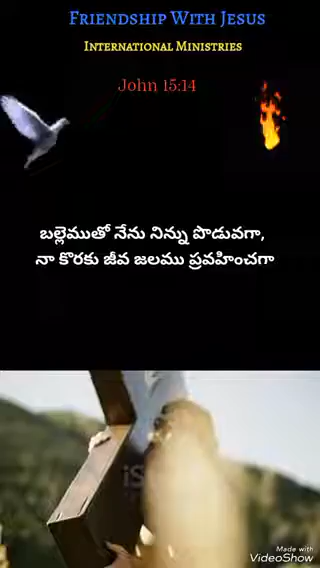 Friendship With Jesus
International Ministries
John 15:14
బల్లెముతో నేను నిన్ను పొడువగా,
నా కొరకు జీవ జలము ప్రవహించగా
Made with
VideoShow